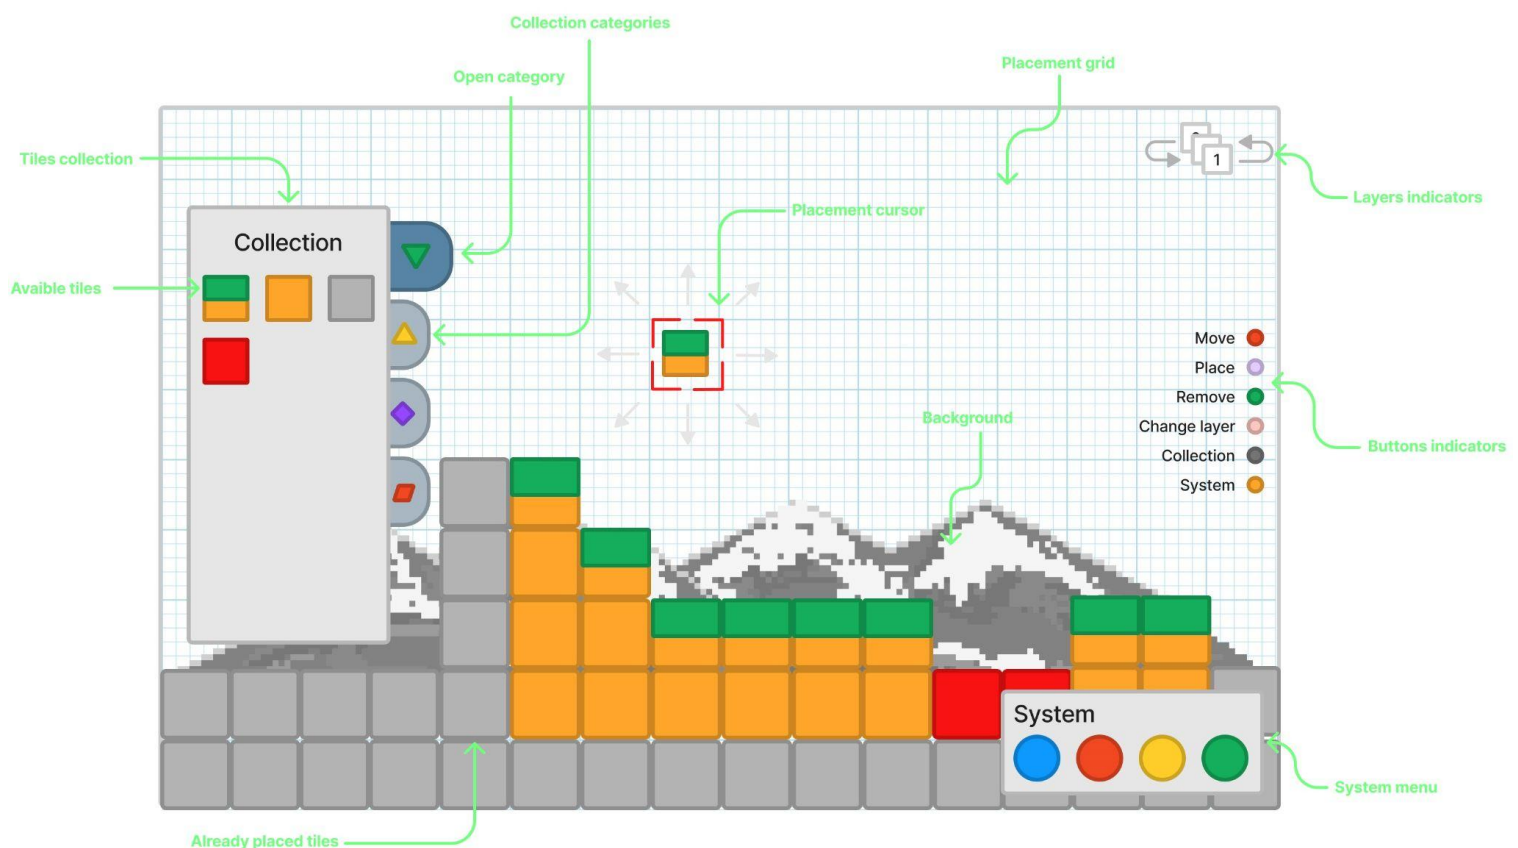 Collection categories
Open category
Placement grid
Tiles collection
1
Layers indicators
Placement cursor
Collection
Avaible tiles
Move
Place
Remove
Change layer
Collection
System
Background
Buttons indicators
System
System menu
Already placed tiles